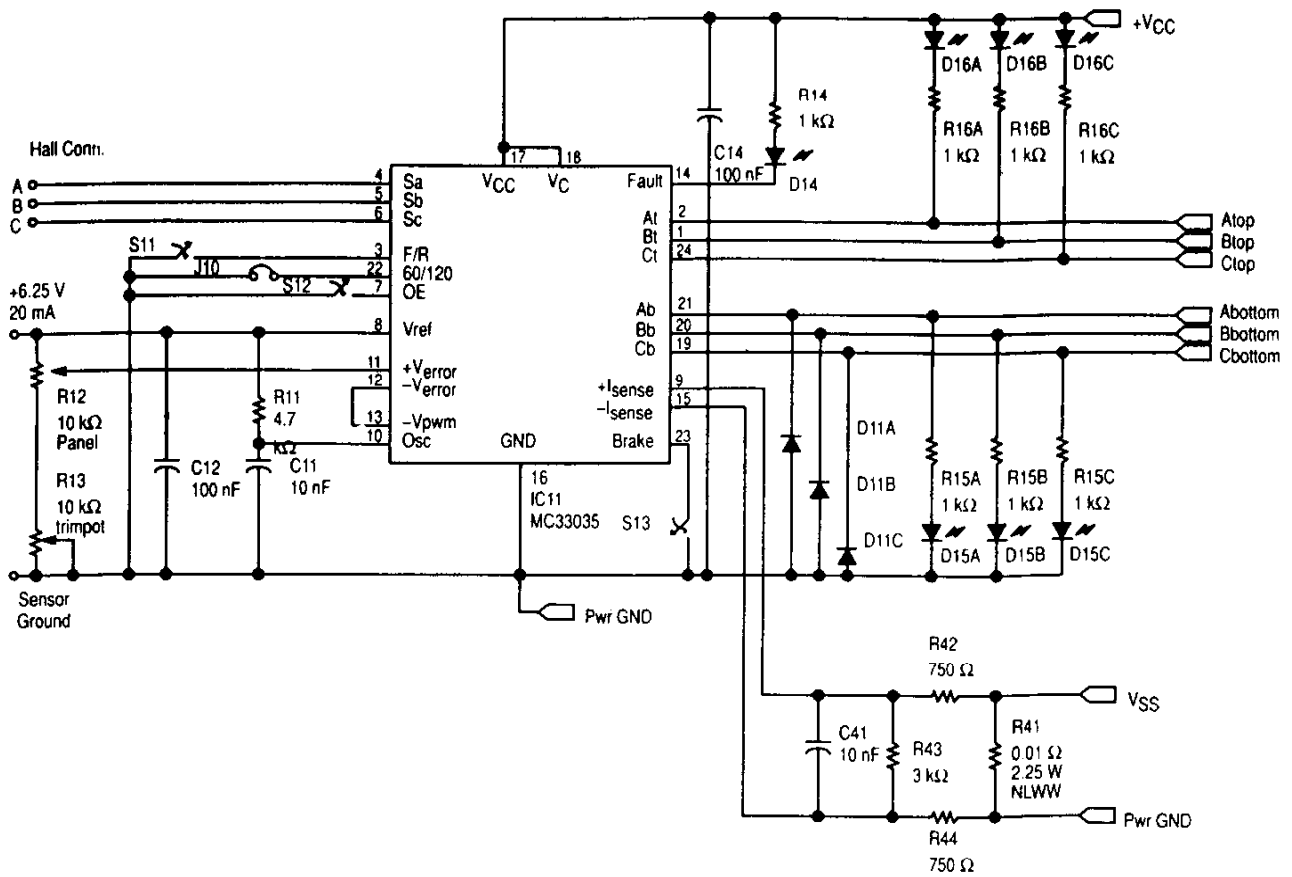 +VCC
D16A
D16B
D16C
R14
1 kΩ
R16A
1 kΩ
R16B
1 kΩ
R16C
1 kΩ
C14
100 nF
D14
Hall Conn.
A
B
C
4
Sa
5
Sb
6
Sc
17
VCC
18
VC
Fault
14
At
2
Bt
1
Ct
24
Atop
Btop
Ctop
S11
3
F/R
J10
22
60/120
S12
7
OE
+6.25 V
20 mA
8
Vref
11
+Verror
12
−Verror
13
−Vpwm
10
Osc
GND
Ab
21
Bb
20
Cb
19
+Isense
9
−Isense
15
Brake
23
Abottom
Bbottom
Cbottom
R12
10 kΩ
Panel
R11
4.7
kΩ
R13
10 kΩ
trimpot
C12
100 nF
C11
10 nF
16
IC11
MC33035
S13
D11A
D11B
D11C
R15A
1 kΩ
R15B
1 kΩ
R15C
1 kΩ
D15A
D15B
D15C
Sensor
Ground
Pwr GND
R42
750 Ω
VSS
C41
10 nF
R43
3 kΩ
R41
0.01 Ω
2.25 W
NLWW
Pwr GND
R44
750 Ω